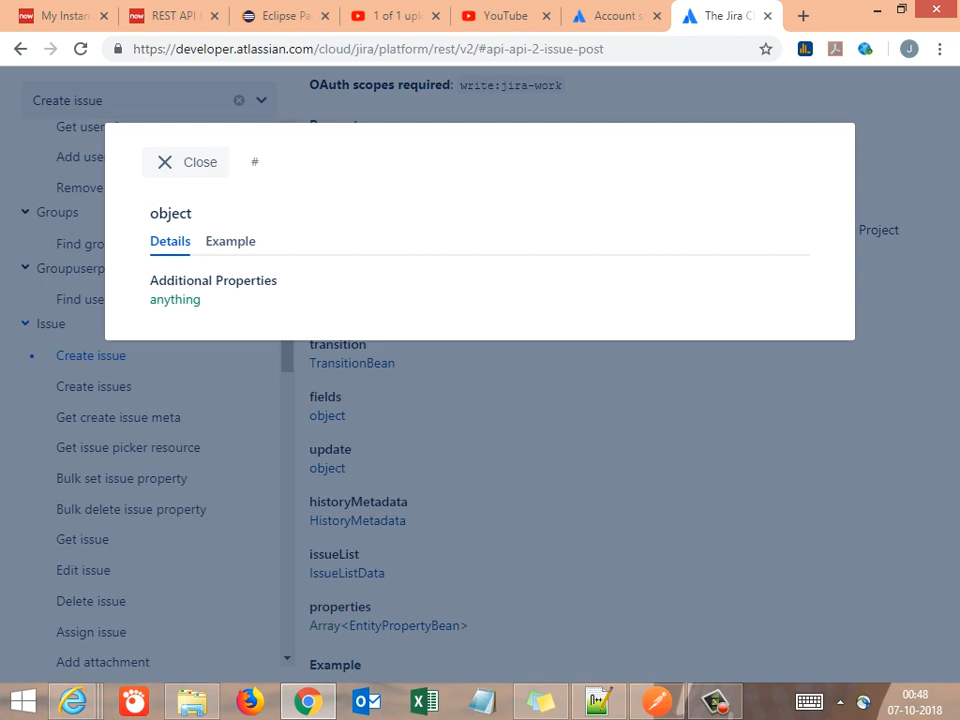 My Instan
REST API
Eclipse Pa
1 of 1 uplo
YouTube
Account s
The Jira C
https://developer.atlassian.com/cloud/jira/platform/rest/v2/#api-api-2-issue-post
J
OAuth scopes required: write:jira-work
Create issue
Get user
Add use
Remove
Groups
Find gro
Groupuserp
Find use
Issue
Create issue
Create issues
Get create issue meta
Get issue picker resource
Bulk set issue property
Bulk delete issue property
Get issue
Edit issue
Delete issue
Assign issue
Add attachment
Close
#
object
Details
Example
Additional Properties
anything
Project
transition
TransitionBean
fields
object
update
object
historyMetadata
HistoryMetadata
issueList
IssueListData
properties
Array<EntityPropertyBean>
Example
00:48
07-10-2018